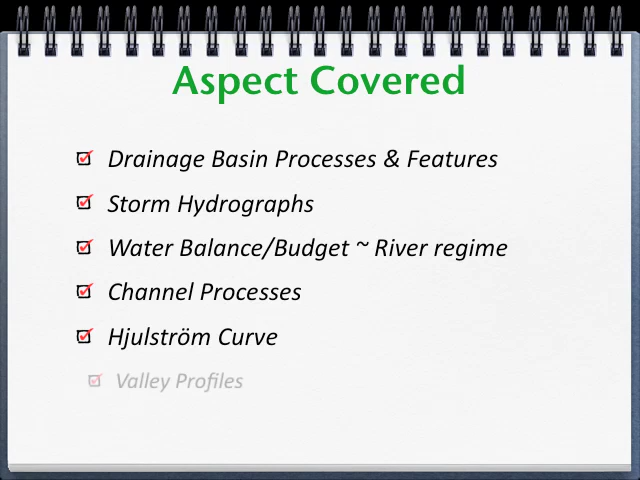 Aspect Covered
Drainage Basin Processes & Features
Storm Hydrographs
Water Balance/Budget ~ River regime
Channel Processes
Hjulström Curve
Valley Profiles